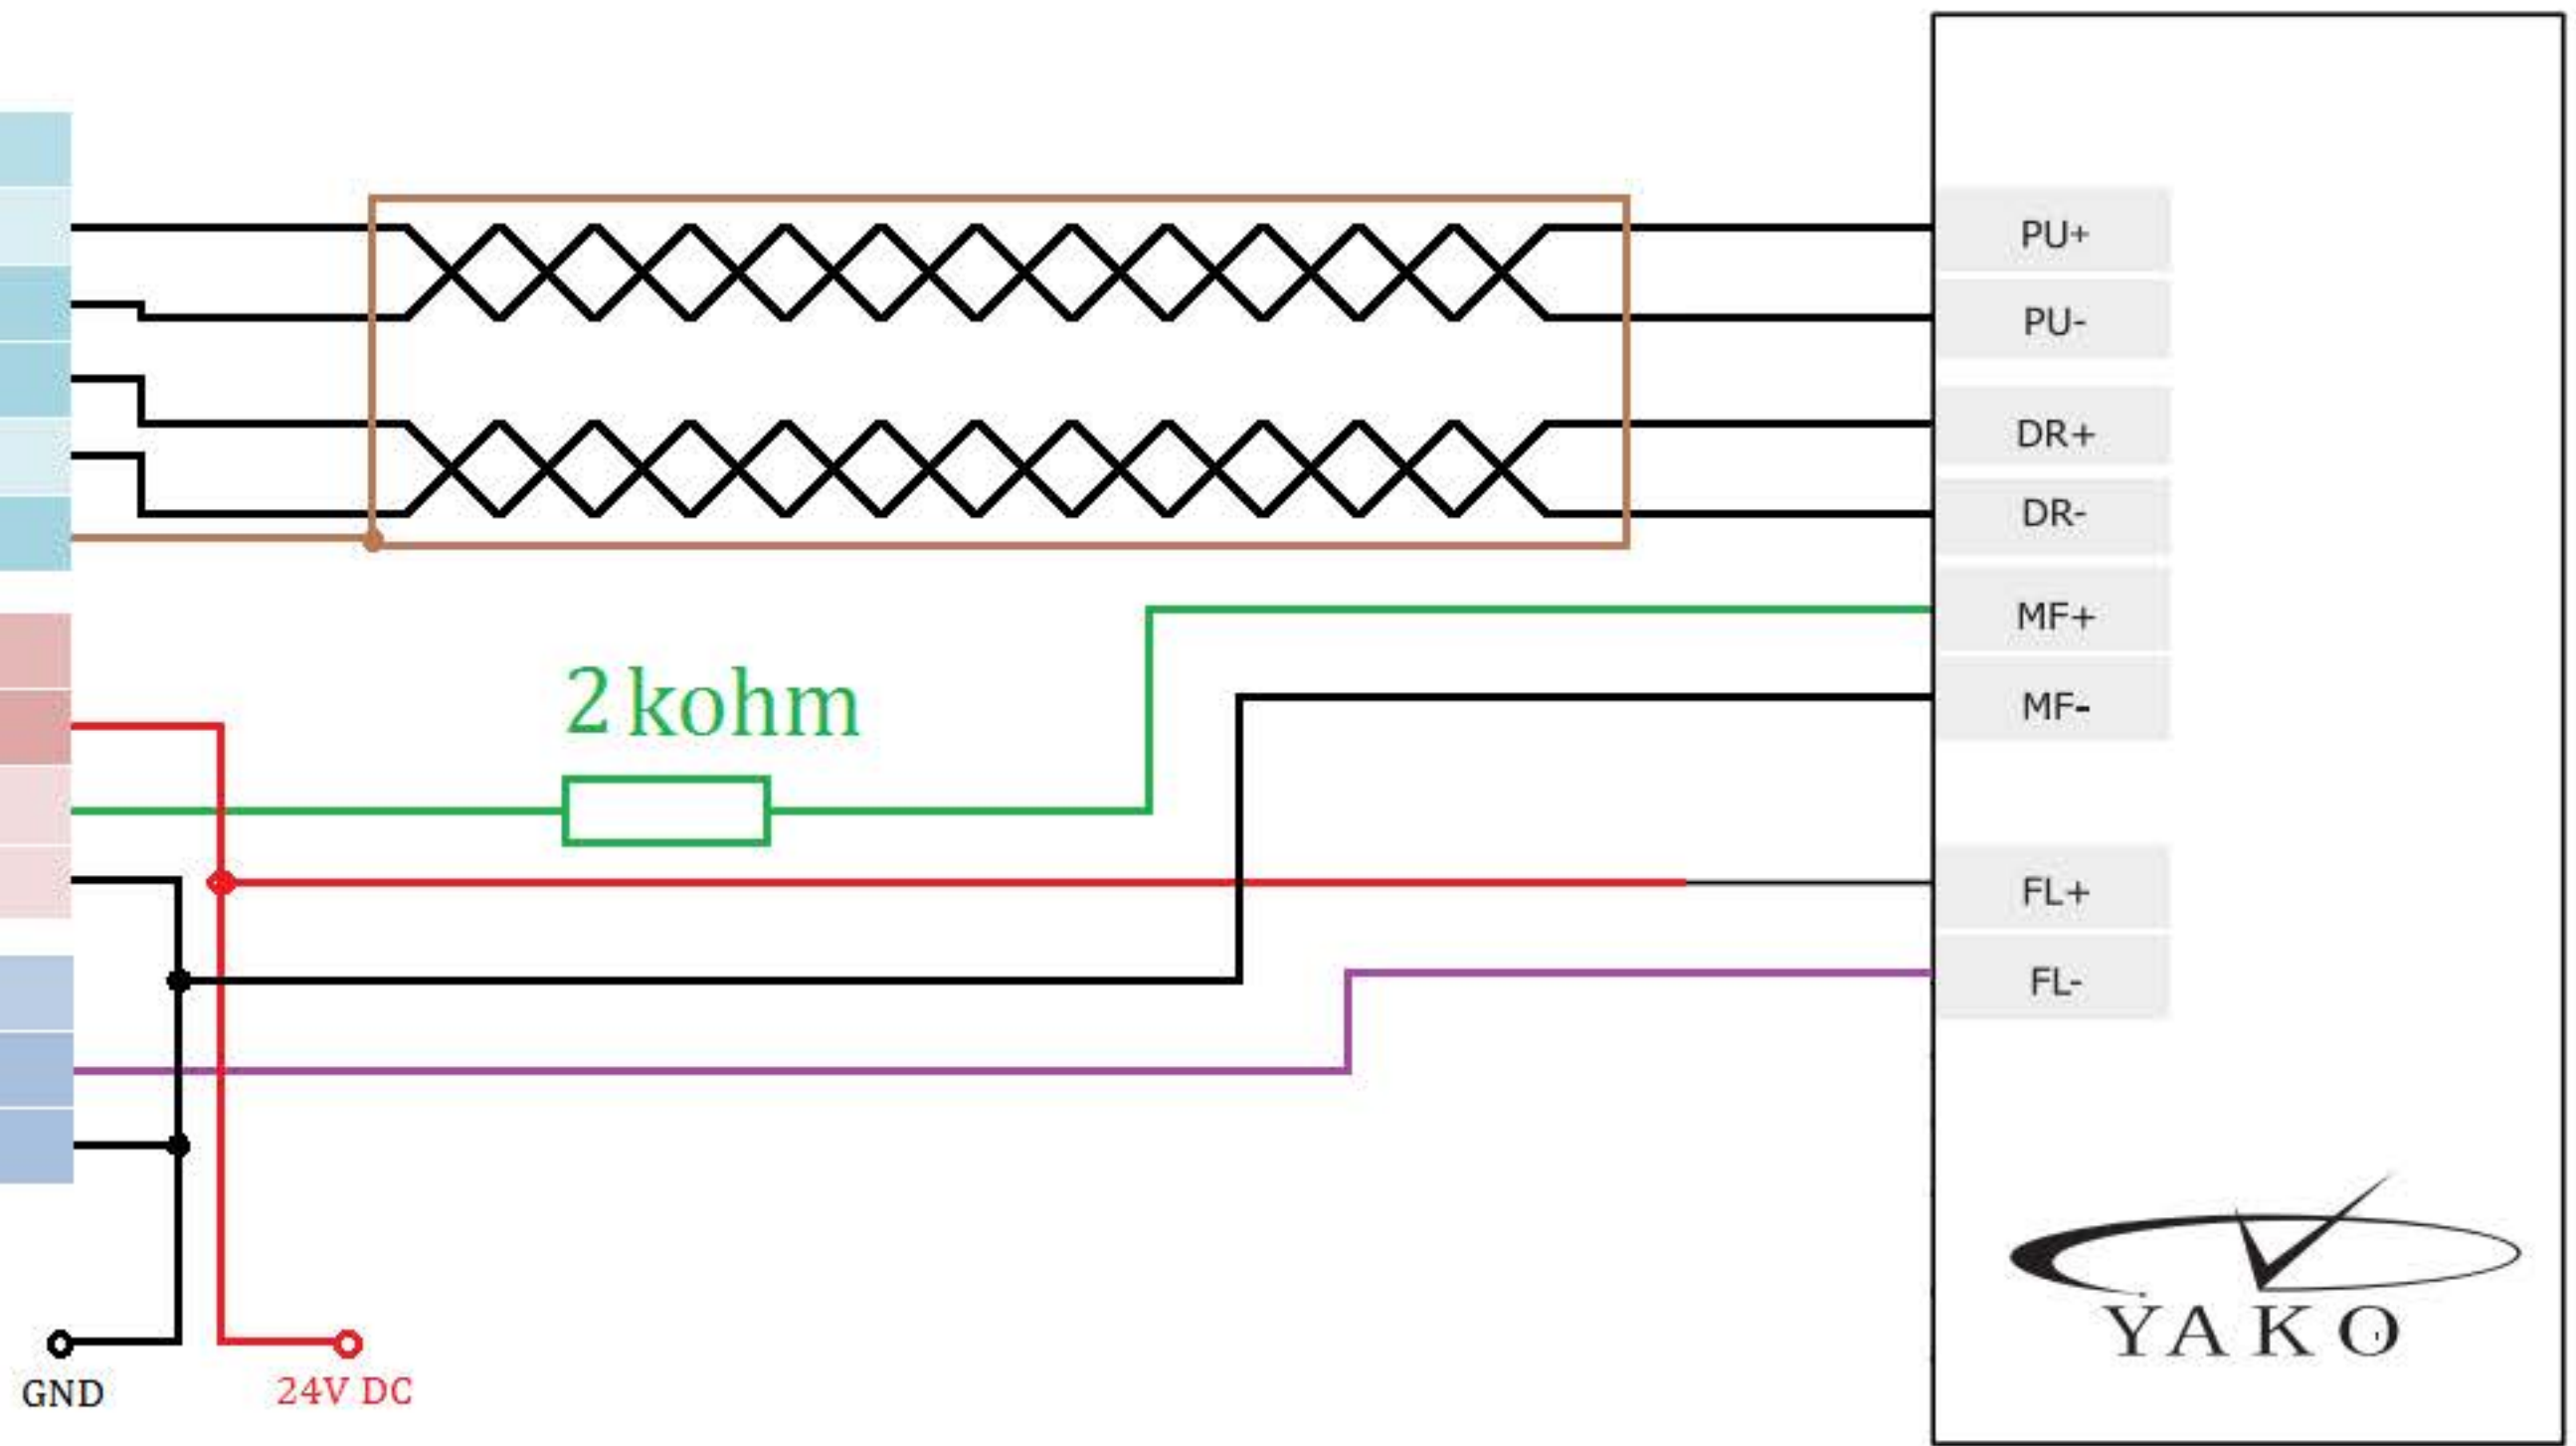 PU+
PU-
DR+
DR-
MF+
2 kohm
MF-
FL+
FL-
YAKO
GND
24V DC